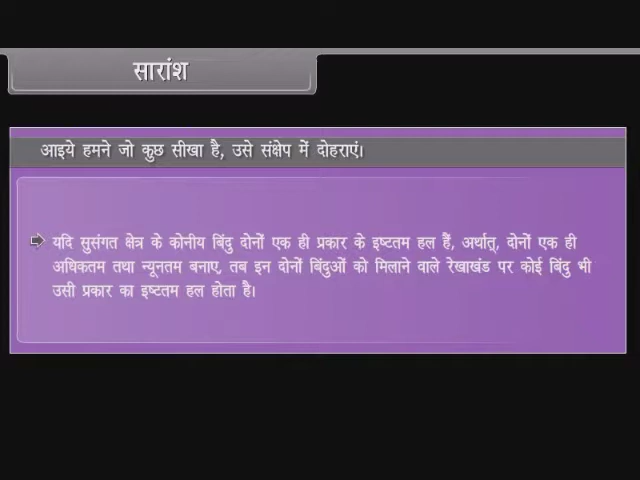 सारांश
आइये हमने जो कुछ सीखा है, उसे संक्षेप में दोहराएं।
यदि सुसंगत क्षेत्र के कोनीय बिंदु दोनों एक ही प्रकार के इष्टतम हल हैं, अर्थात्, दोनों एक ही
अधिकतम तथा न्यूनतम बनाए, तब इन दोनों बिंदुओं को मिलाने वाले रेखाखंड पर कोई बिंदु भी
उसी प्रकार का इष्टतम हल होता है।